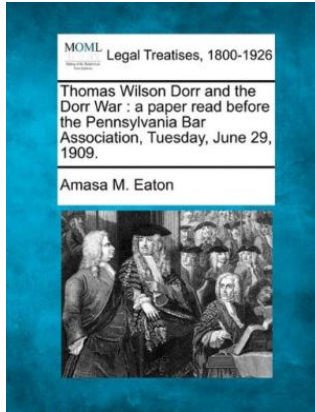 MOML
Legal Treatises, 1800-1926
Thomas Wilson Dorr and the
Dorr War : a paper read before
the Pennsylvania Bar
Association, Tuesday, June 29,
1909.
Amasa M. Eaton